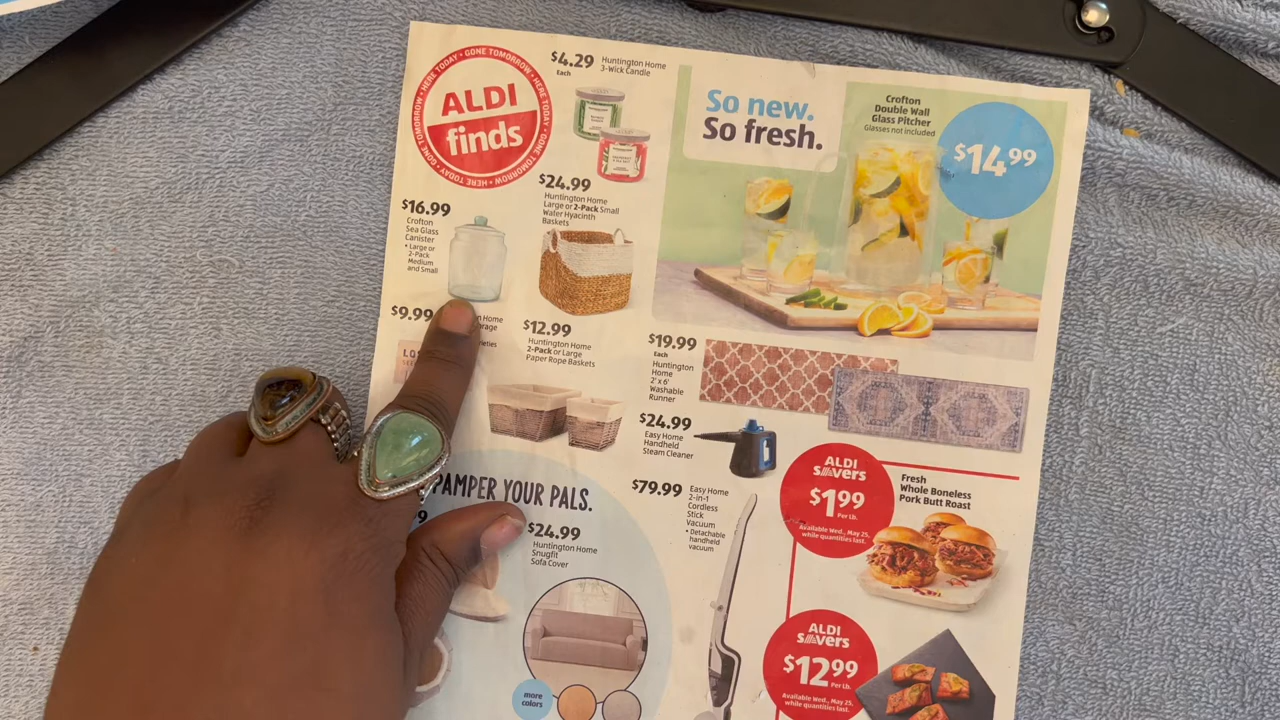 HERE TODAY • GONE TOMORROW • HERE TODAY • GONE TOMORROW • HERE TODAY • GONE TOMORROW •
ALDI
finds
$4.29
Each
Huntington Home
3-Wick Candle
$16.99
Crofton
Sea Glass
Canister
• Large or
2-Pack
Medium
and Small
$24.99
Huntington Home
Large or 2-Pack Small
Water Hyacinth
Baskets
So new.
So fresh.
Crofton
Double Wall
Glass Pitcher
Glasses not included
$14.99
$9.99
Home
$12.99
Huntington Home
2-Pack or Large
Paper Rope Baskets
$19.99
Each
Huntington
Home
2' x 6'
Washable
Runner
$24.99
Easy Home
Handheld
Steam Cleaner
PAMPER YOUR PALS.
$24.99
Huntington Home
Snugfit
Sofa Cover
more
colors
$79.99
Easy Home
2-in-1
Cordless
Stick
Vacuum
• Detachable
handheld
vacuum
ALDI
SAVERS
$1.99
Per Lb.
Available Wed., May 25,
while quantities last.
Fresh
Whole Boneless
Pork Butt Roast
ALDI
SAVERS
$12.99
Per Lb.
Available Wed., May 25,
while quantities last.